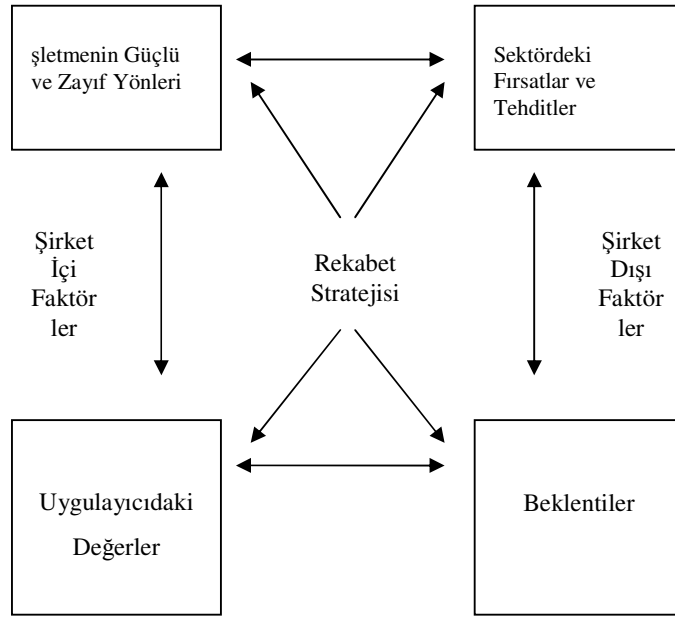 şletmenin Güçlü
ve Zayıf Yönleri
Sektördeki
Fırsatlar ve
Tehditler
Şirket
İçi
Faktör
ler
Rekabet
Stratejisi
Şirket
Dışı
Faktör
ler
Uygulayıcıdaki
Değerler
Beklentiler